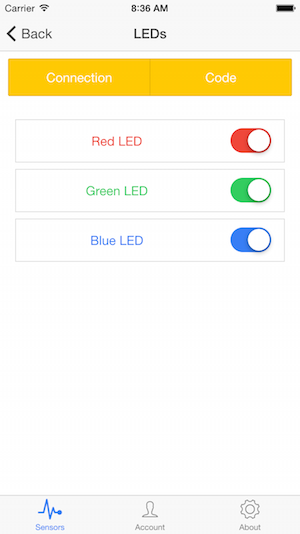 Carrier 8:36 AM
Back LEDs
Connection Code
Red LED
Green LED
Blue LED
Sensors Account About